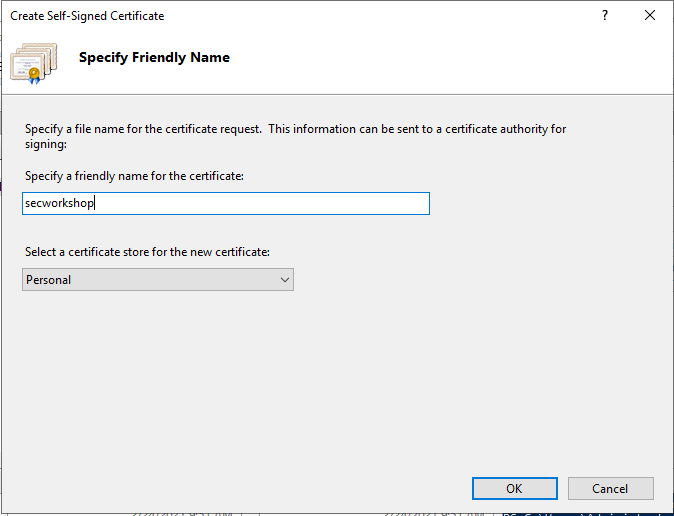 Create Self-Signed Certificate
?
Specify Friendly Name
Specify a file name for the certificate request.  This information can be sent to a certificate authority for
signing:
Specify a friendly name for the certificate:
secworkshop
Select a certificate store for the new certificate:
Personal
OK
Cancel